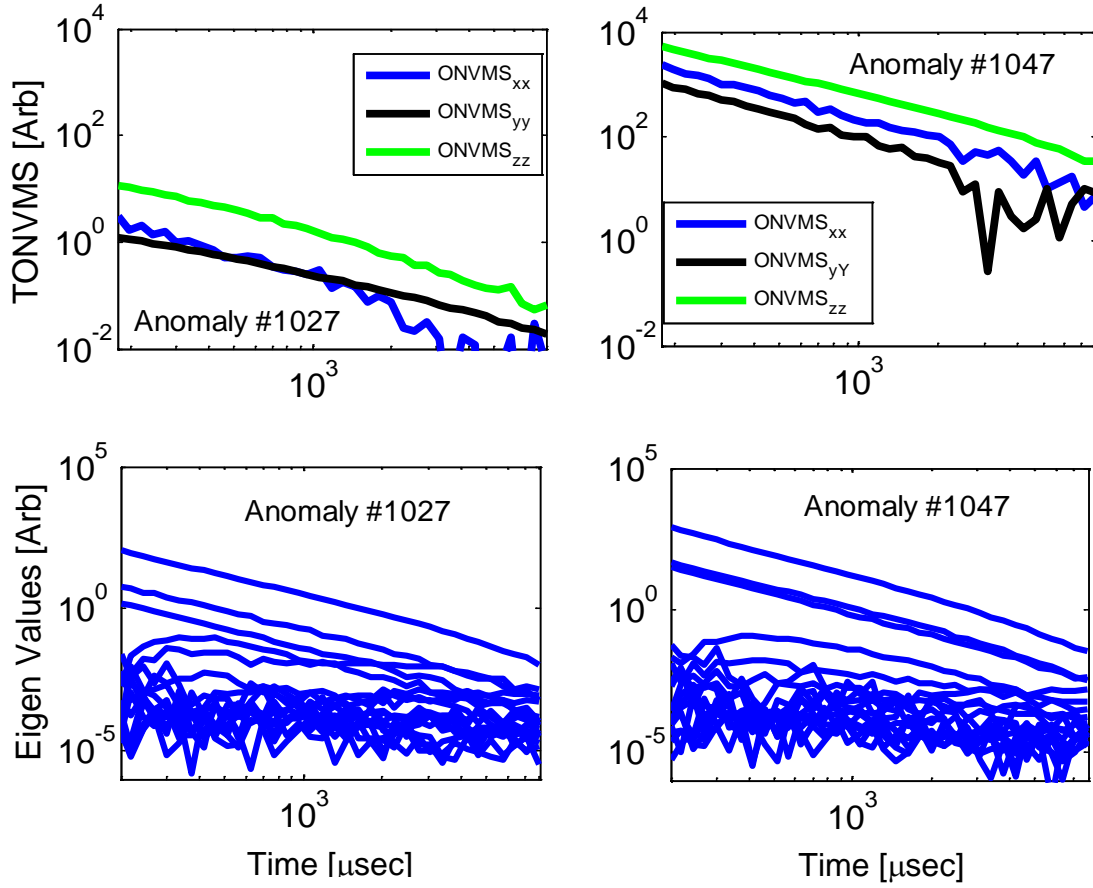 TONVMS [Arb]
10^4
10^2
10^0
10^-2
10^3
ONVMS_xx
ONVMS_yy
ONVMS_zz
Anomaly #1027
10^4
10^2
10^0
10^-2
10^3
Anomaly #1047
ONVMS_xx
ONVMS_yY
ONVMS_zz
Eigen Values [Arb]
10^5
10^0
10^-5
10^3
Anomaly #1027
Time [μsec]
10^5
10^0
10^-5
10^3
Anomaly #1047
Time [μsec]